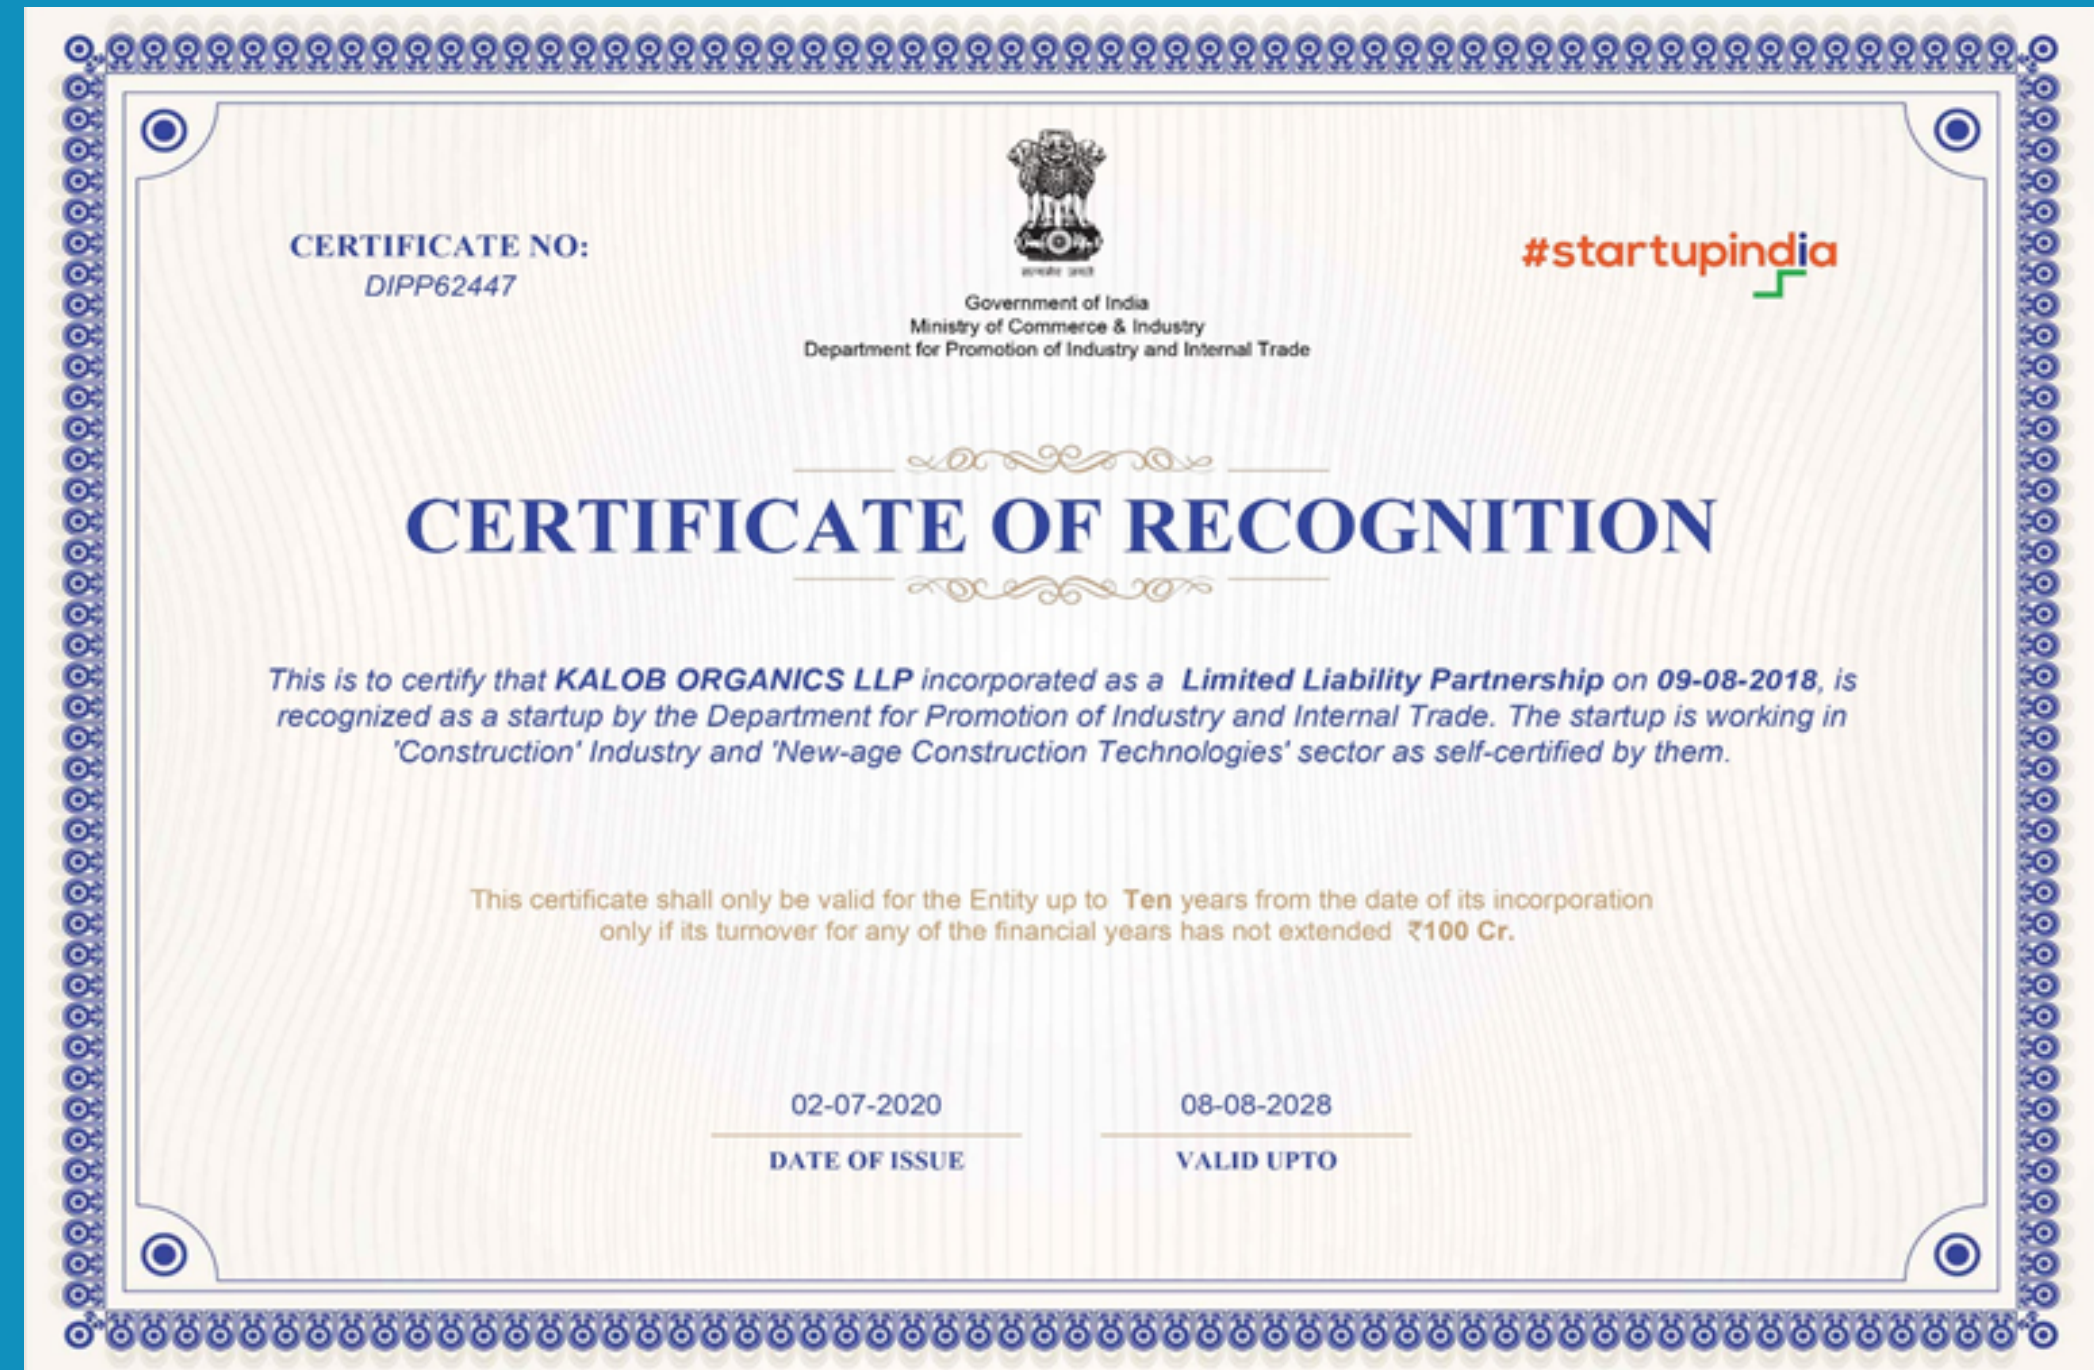 CERTIFICATE NO:
DIPP62447
सत्यमेव जयते
#startupindia
Government of India
Ministry of Commerce & Industry
Department for Promotion of Industry and Internal Trade
CERTIFICATE OF RECOGNITION
This is to certify that KALOB ORGANICS LLP incorporated as a Limited Liability Partnership on 09-08-2018, is
recognized as a startup by the Department for Promotion of Industry and Internal Trade. The startup is working in
'Construction' Industry and 'New-age Construction Technologies' sector as self-certified by them.
This certificate shall only be valid for the Entity up to Ten years from the date of its incorporation
only if its turnover for any of the financial years has not extended ₹100 Cr.
02-07-2020
DATE OF ISSUE
08-08-2028
VALID UPTO